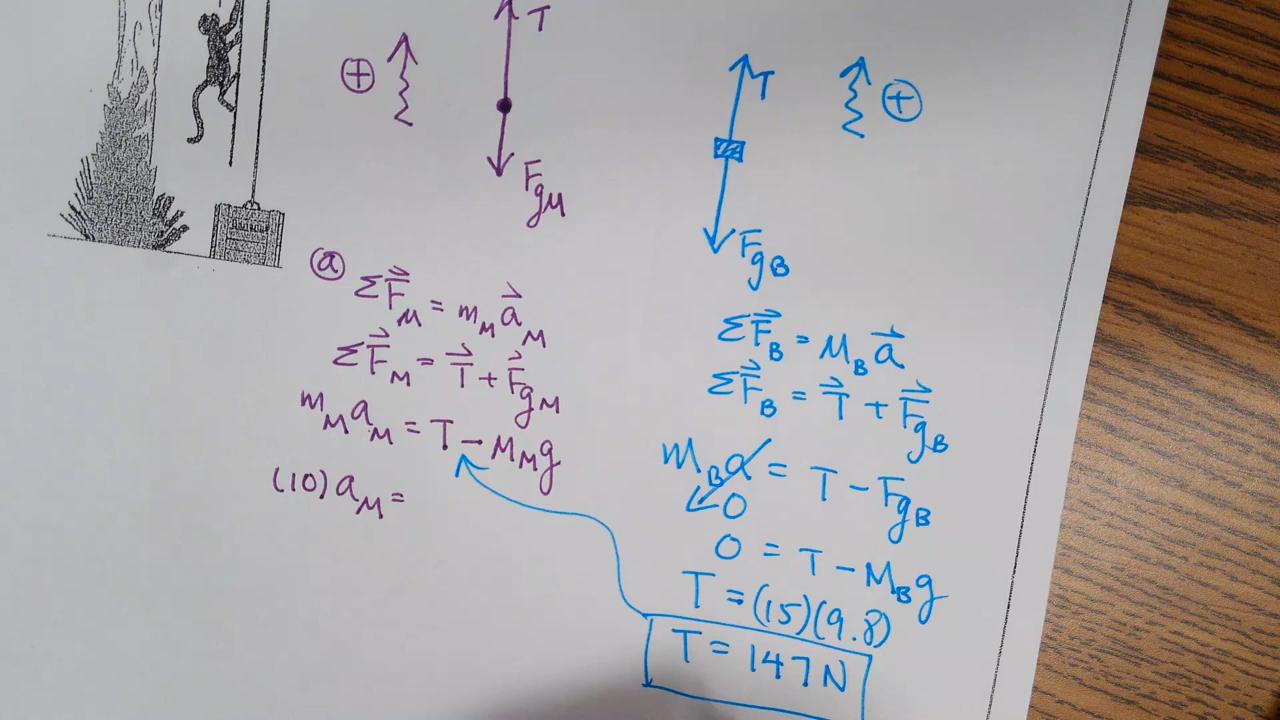 T
⊕
F_gM
T
⊕
F_gB
ⓐ
ΣF⃗_M = m_M a⃗_M
ΣF⃗_M = T⃗ + F⃗_gM
m_M a_M = T - M_M g
(10) a_M =
ΣF⃗_B = M_B a⃗
ΣF⃗_B = T⃗ + F⃗_gB
m_B a = T - F_gB
0
0 = T - M_B g
T = (15)(9.8)
T = 147 N